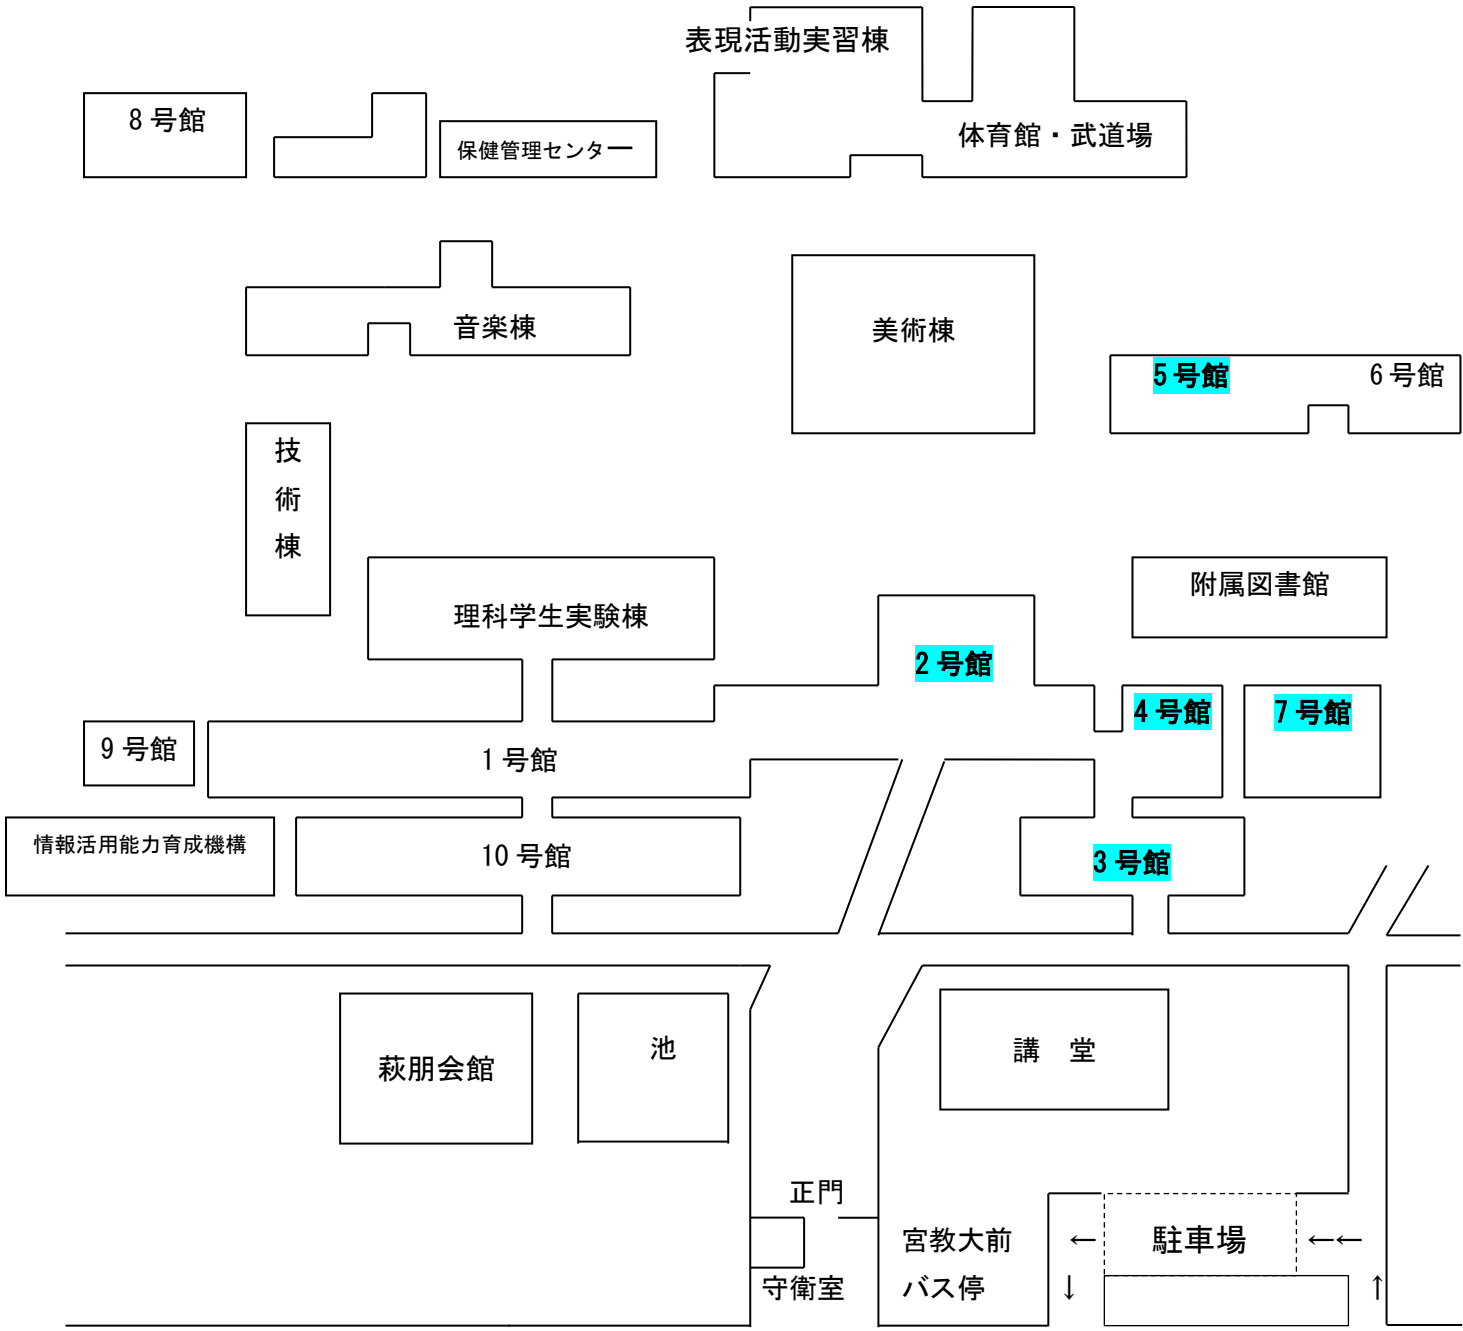 表現活動実習棟
8号館
体育館・武道場
保健管理センター
音楽棟
美術棟
5号館
6号館
技術棟
附属図書館
理科学生実験棟
2号館
4号館
7号館
9号館
1号館
情報活用能力育成機構
10号館
3号館
萩朋会館
池
講 堂
正門
守衛室
宮教大前
バス停
←
駐車場
←←
↓
↑